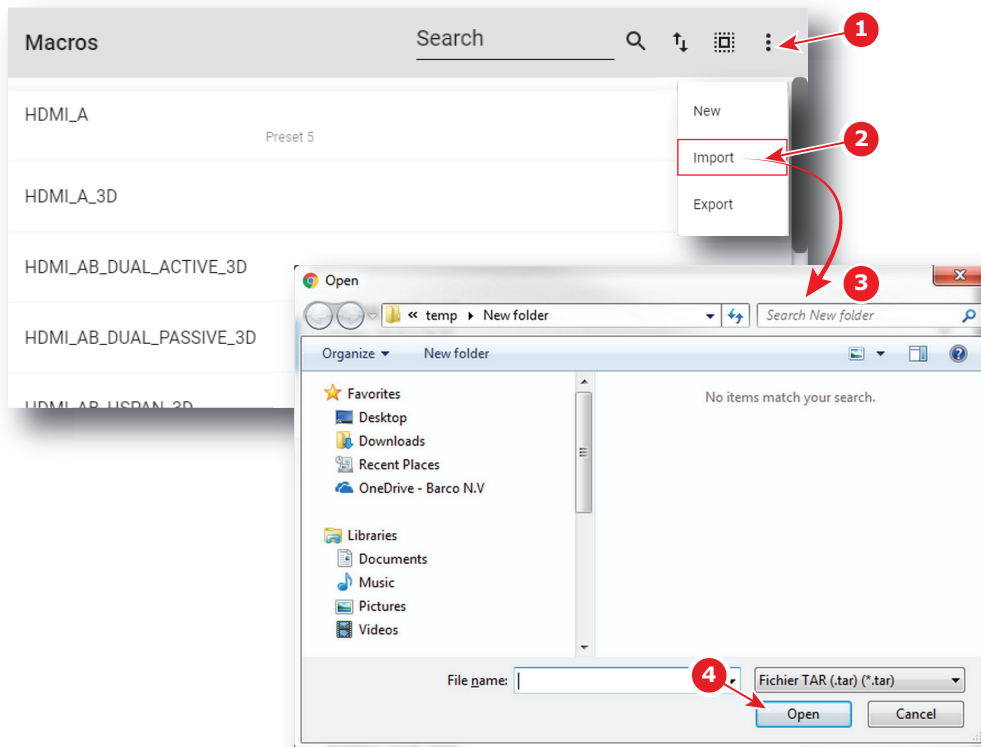 Macros
Search
1
HDMI_A
Preset 5
New
2
Import
HDMI_A_3D
Export
HDMI_AB_DUAL_ACTIVE_3D
Open
x
3
« temp ▸ New folder
Search New folder
HDMI_AB_DUAL_PASSIVE_3D
Organize
New folder
?
Favorites
No items match your search.
HDMI_AB_HSPAN_3D
Desktop
Downloads
Recent Places
OneDrive - Barco N.V
Libraries
Documents
Music
Pictures
Videos
4
File name:
Fichier TAR (.tar) (*.tar)
Open
Cancel